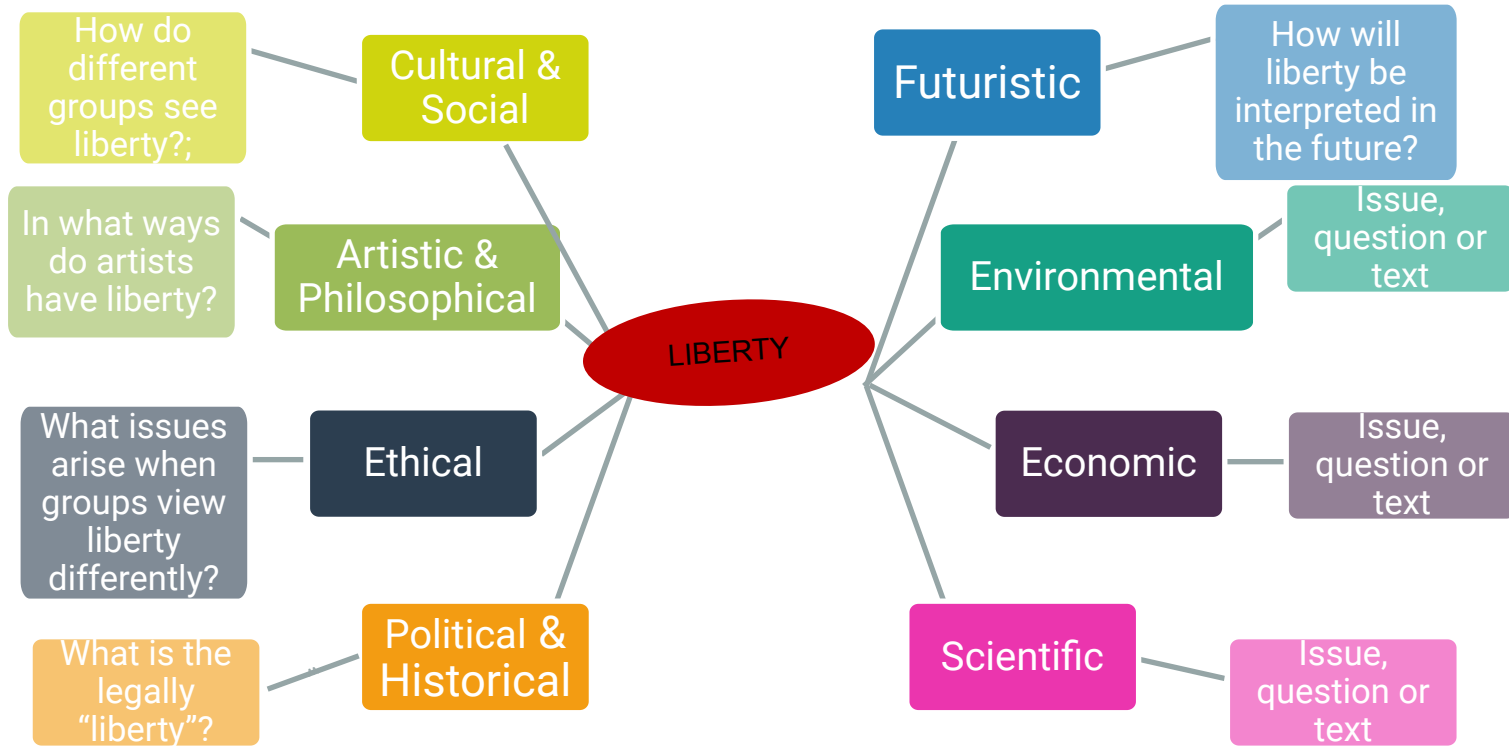 How do
different
groups see
liberty?;
Cultural &
Social
In what ways
do artists
have liberty?
Artistic &
Philosophical
What issues
arise when
groups view
liberty
differently?
Ethical
What is the
legally
“liberty”?
Political &
Historical
LIBERTY
Futuristic
How will
liberty be
interpreted in
the future?
Environmental
Issue,
question or
text
Economic
Issue,
question or
text
Scientific
Issue,
question or
text